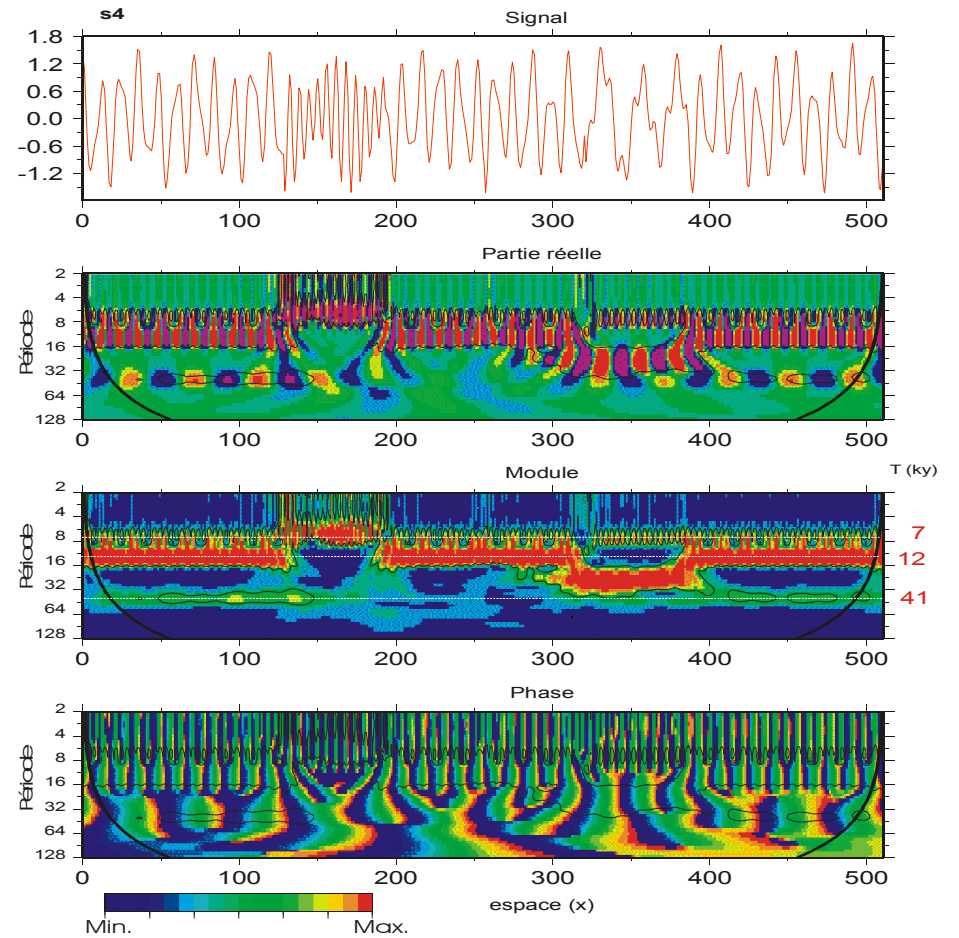 s4
Signal
1.8
1.2
0.6
0.0
-0.6
-1.2
0 100 200 300 400 500
Partie réelle
Période
2
4
8
16
32
64
128
0 100 200 300 400 500
Module
T (ky)
Période
2
4
8
16
32
64
128
7
12
41
0 100 200 300 400 500
Phase
Période
2
4
8
16
32
64
128
0 100 200 300 400 500
espace (x)
Min. Max.